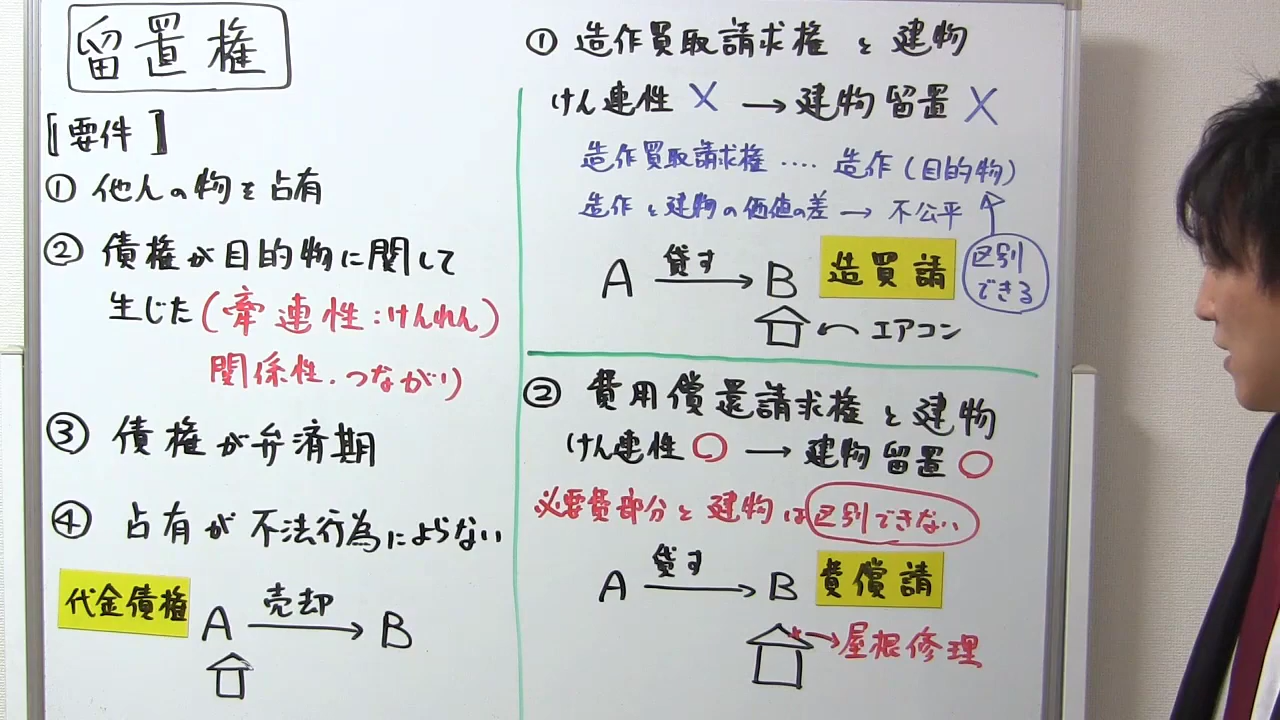 留置権
[要件]
① 他人の物を占有
② 債権が目的物に関して
生じた(牽連性:けんれん)
関係性.つながり)
③ 債権が弁済期
④ 占有が不法行為によらない
代金債権
A 売却 B
① 造作買取請求権と建物
けん連性 X → 建物留置 X
造作買取請求権‥‥造作(目的物)
造作と建物の価値の差→不公平
区別
できる
A 貸す B 造買請
エアコン
② 費用償還請求権と建物
けん連性〇→建物留置〇
必要費部分と建物は区別できない
A 貸す B 費償請
→屋根修理